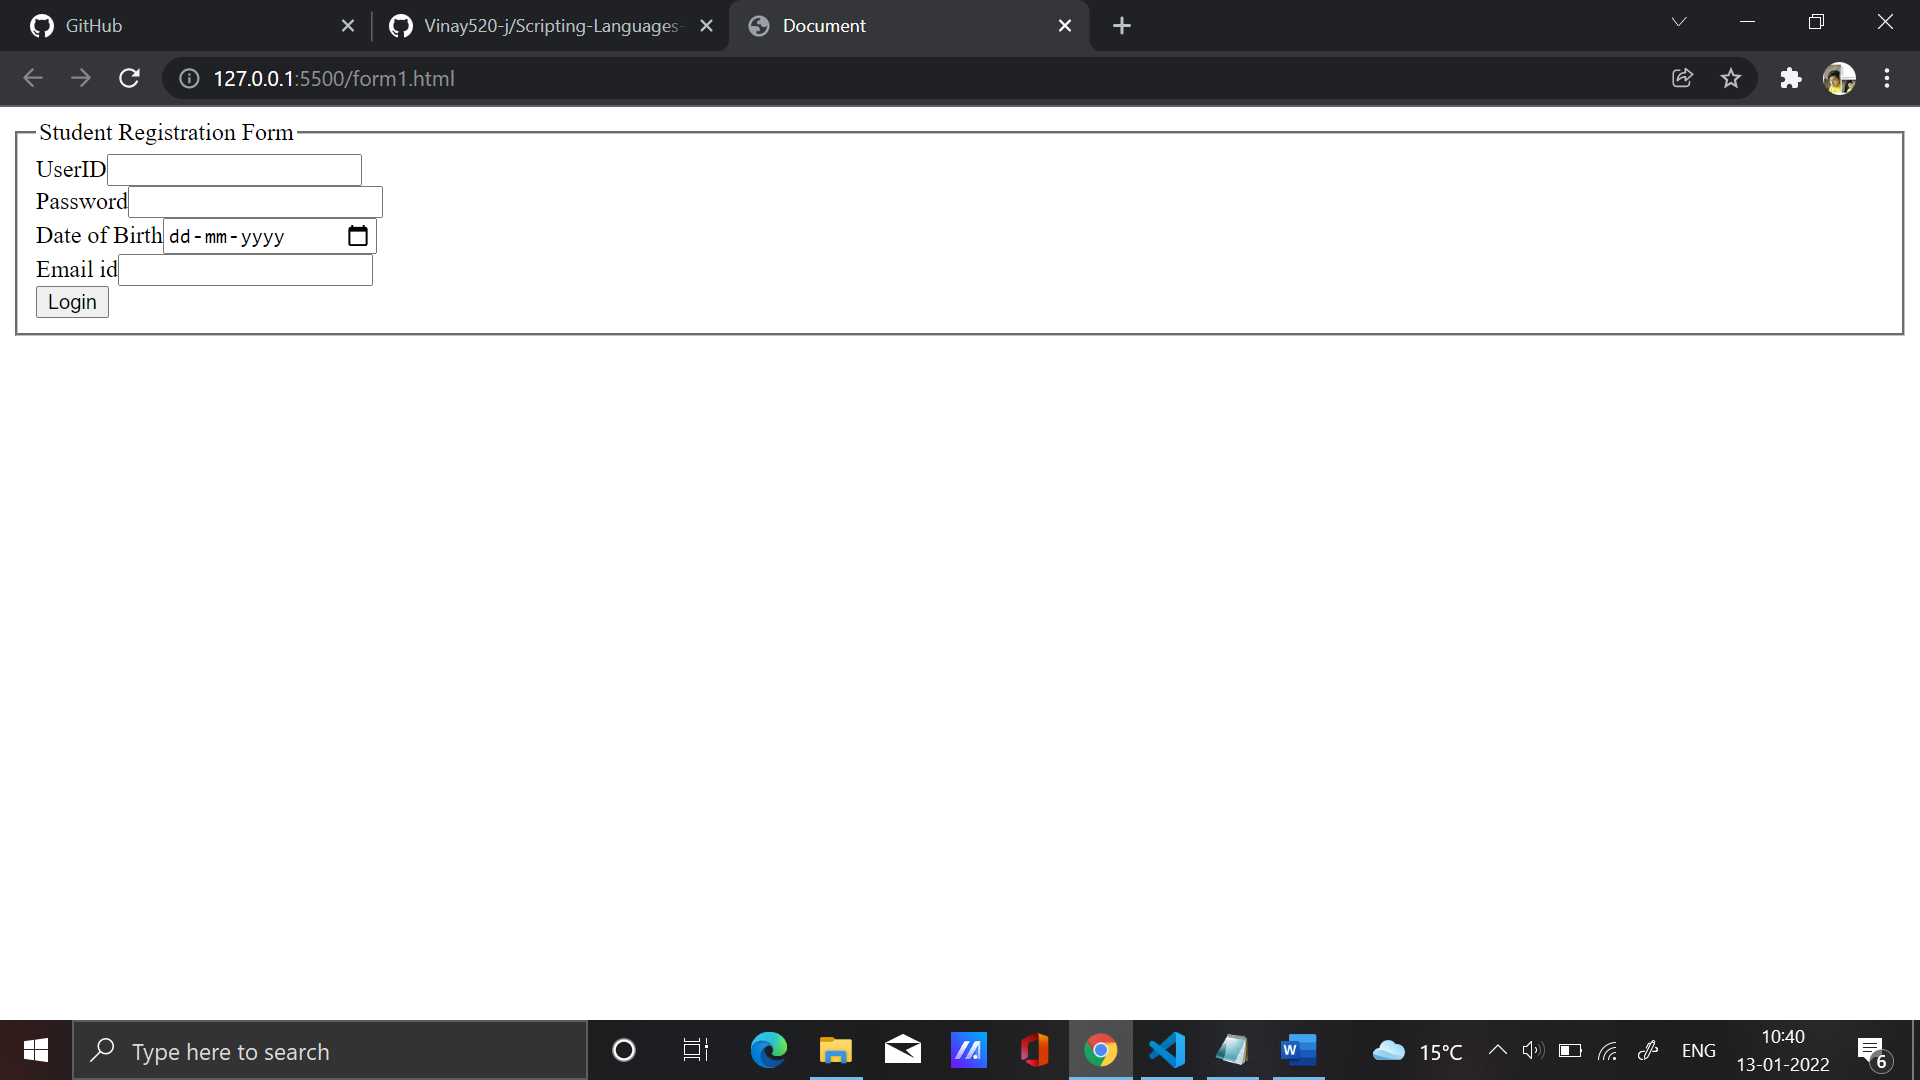 GitHub
Vinay520-j/Scripting-Languages-
Document
127.0.0.1:5500/form1.html
Student Registration Form
UserID
Password
Date of Birth dd-mm-yyyy
Email id
Login
Type here to search
15°C
ENG
10:40
13-01-2022
6